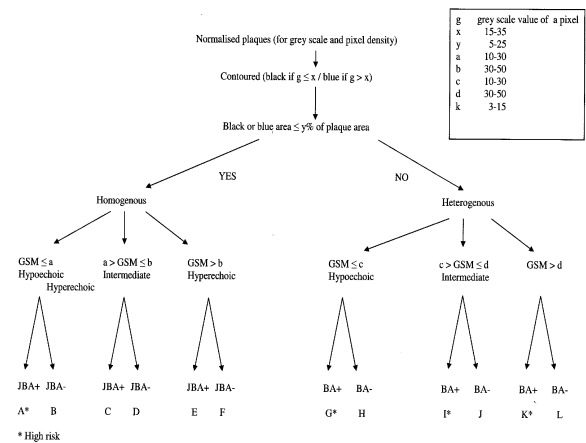 g grey scale value of a pixel
x 15-35
y 5-25
a 10-30
b 30-50
c 10-30
d 30-50
k 3-15
Normalised plaques (for grey scale and pixel density)
Contoured (black if g ≤ x / blue if g > x)
Black or blue area ≤ y% of plaque area
YES NO
Homogenous Heterogenous
GSM ≤ a a > GSM ≤ b GSM > b GSM ≤ c c > GSM ≤ d GSM > d
Hypoechoic Intermediate Hyperechoic Hypoechoic Intermediate
Hyperechoic
JBA+ JBA- JBA+ JBA- JBA+ JBA- BA+ BA- BA+ BA- BA+ BA-
A* B C D E F G* H I* J K* L
* High risk